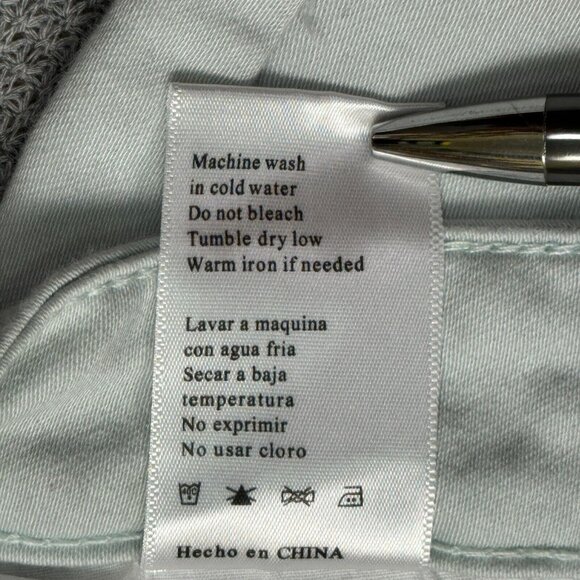 Machine wash
in cold water
Do not bleach
Tumble dry low
Warm iron if needed
Lavar a maquina
con agua fria
Secar a baja
temperatura
No exprimir
No usar cloro
Hecho en CHINA